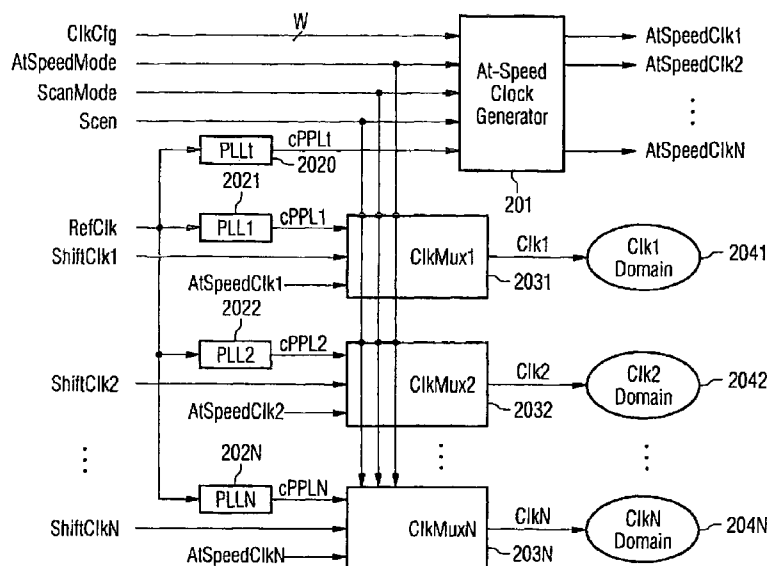 ClkCfg
W
AtSpeedMode
ScanMode
Scen
At-Speed
Clock
Generator
201
AtSpeedClk1
AtSpeedClk2
AtSpeedClkN
PLLt
cPPLt
2020
2021
RefClk
PLL1
cPPL1
ShiftClk1
AtSpeedClk1
ClkMux1
Clk1
2031
Clk1
Domain
2041
2022
PLL2
cPPL2
ShiftClk2
AtSpeedClk2
ClkMux2
Clk2
2032
Clk2
Domain
2042
202N
PLLN
cPPLN
ShiftClkN
AtSpeedClkN
ClkMuxN
ClkN
203N
ClkN
Domain
204N